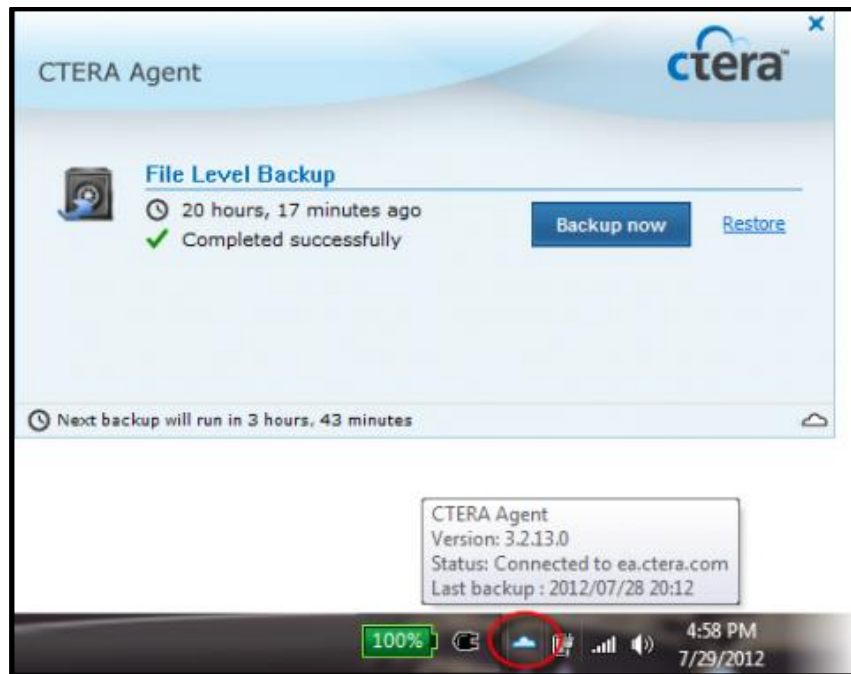 CTERA Agent
ctera™
File Level Backup
20 hours, 17 minutes ago
Completed successfully
Backup now
Restore
Next backup will run in 3 hours, 43 minutes
CTERA Agent
Version: 3.2.13.0
Status: Connected to ea.ctera.com
Last backup : 2012/07/28 20:12
100%
4:58 PM
7/29/2012